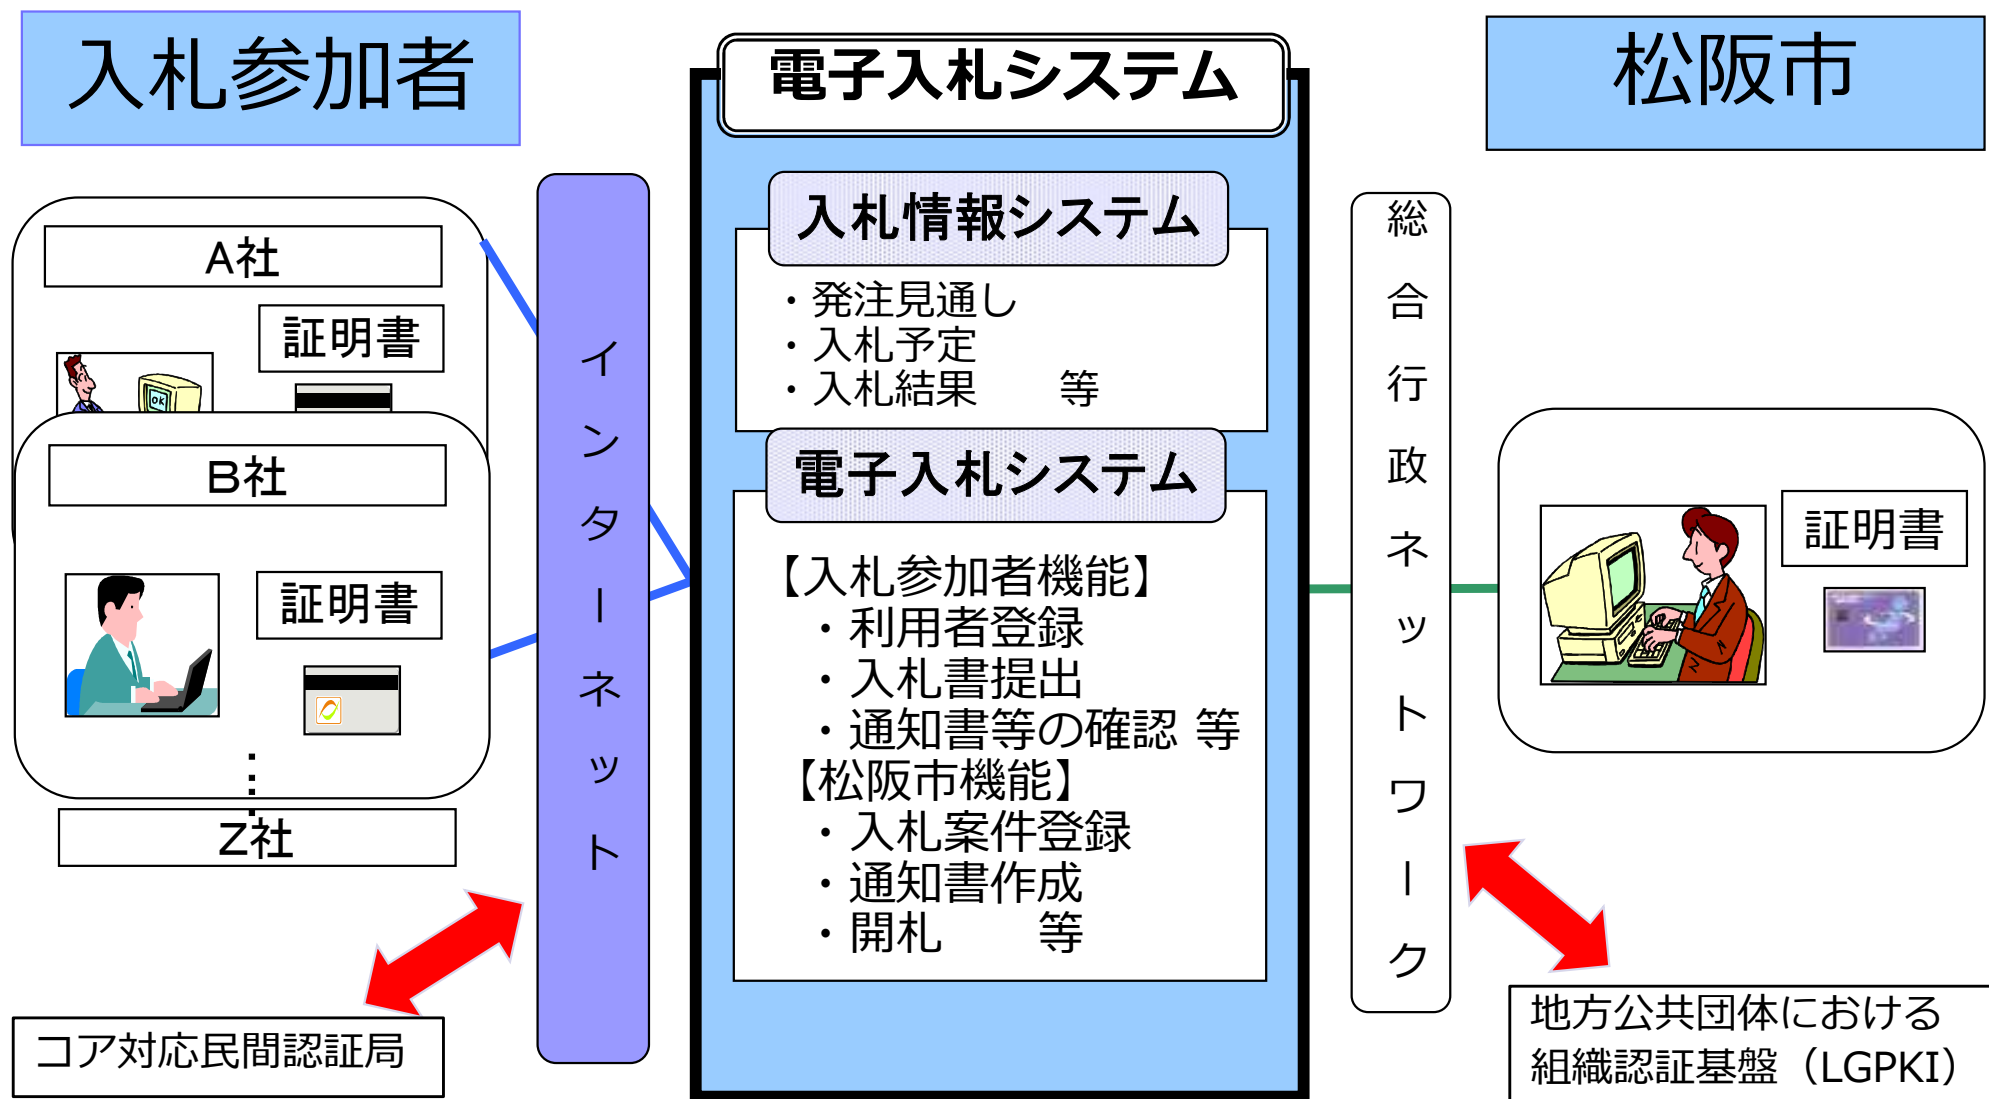 入札参加者
電子入札システム
松阪市
A社
証明書
B社
証明書
Z社
コア対応民間認証局
インターネット
入札情報システム
・発注見通し
・入札予定
・入札結果　　等
電子入札システム
【入札参加者機能】
・利用者登録
・入札書提出
・通知書等の確認 等
【松阪市機能】
・入札案件登録
・通知書作成
・開札　　等
総合行政ネットワーク
証明書
地方公共団体における
組織認証基盤（LGPKI）
OK